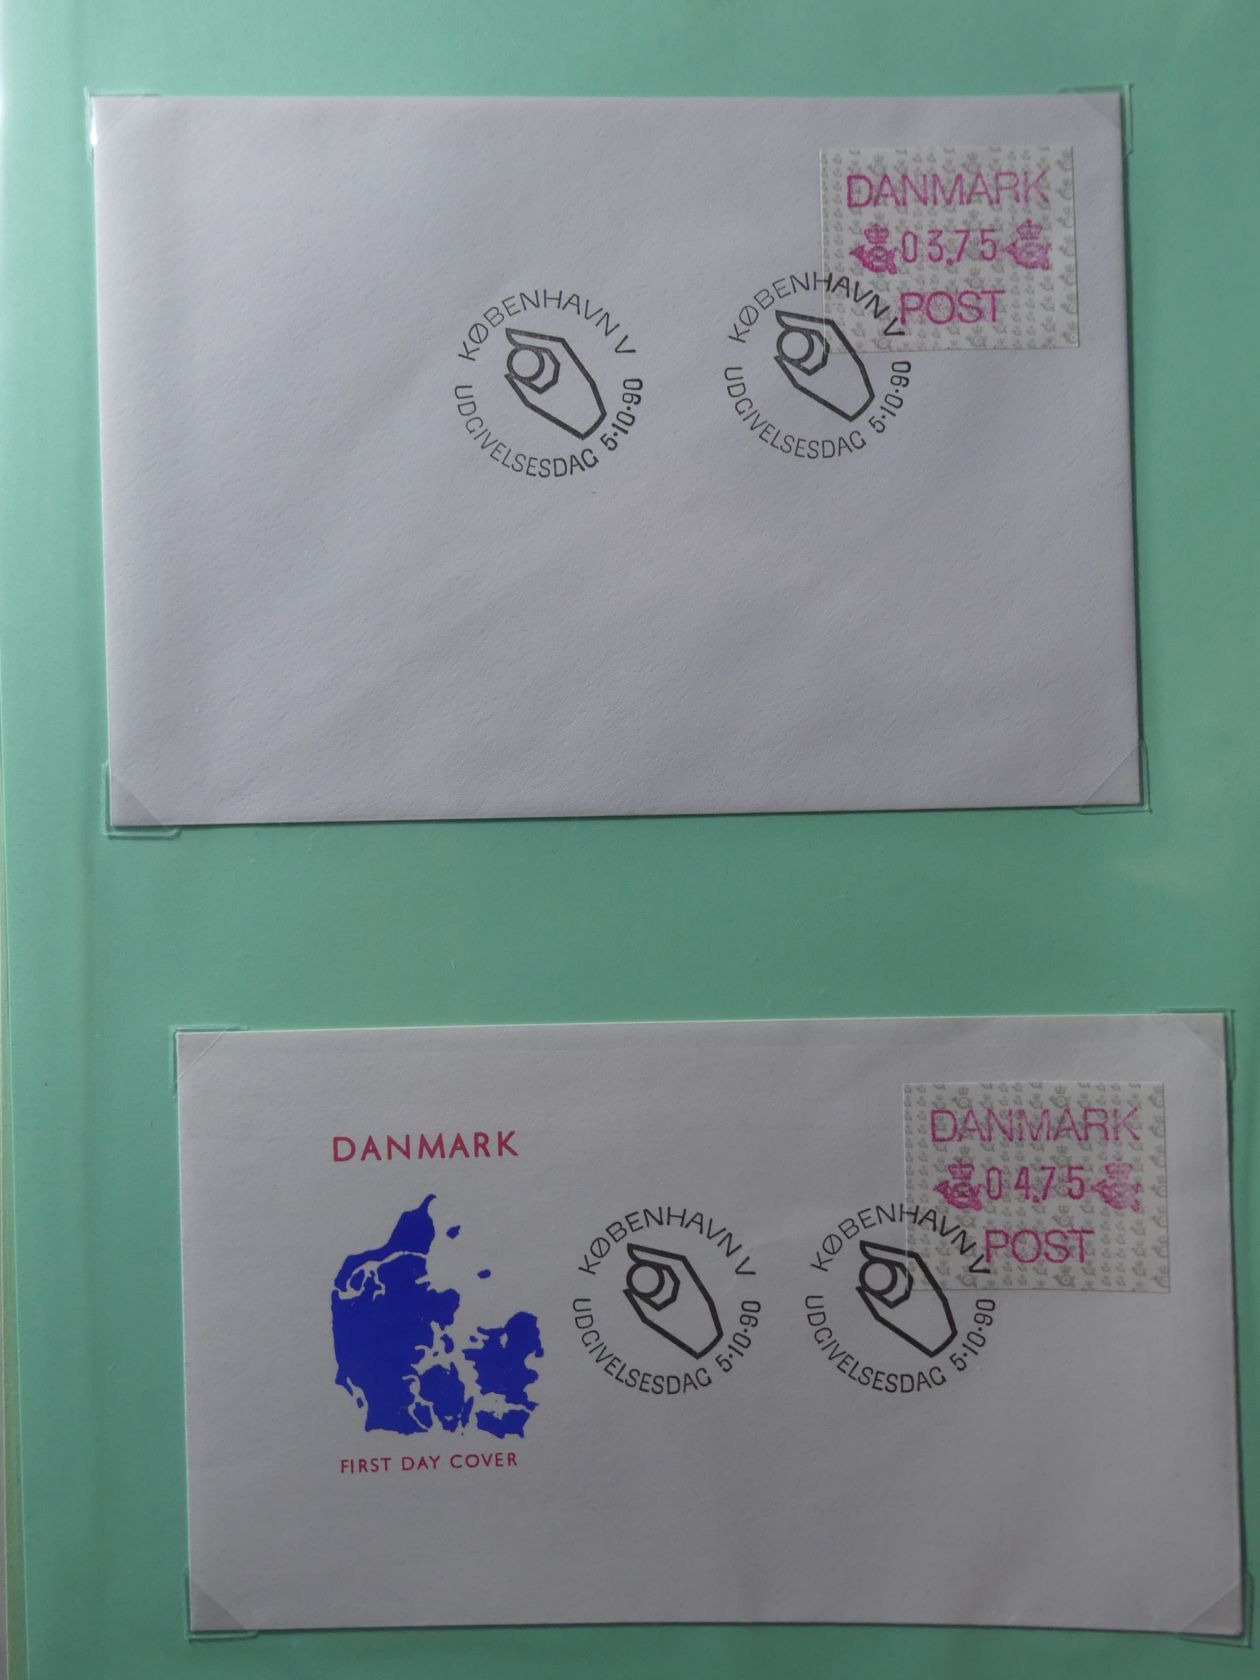 DANMARK
03.75
POST
KØBENHAVN V
UDGIVELSESDAG 5·10·90
KØBENHAVN V
UDGIVELSESDAG 5·10·90
DANMARK
04.75
POST
DANMARK
FIRST DAY COVER
KØBENHAVN V
UDGIVELSESDAG 5·10·90
KØBENHAVN V
UDGIVELSESDAG 5·10·90